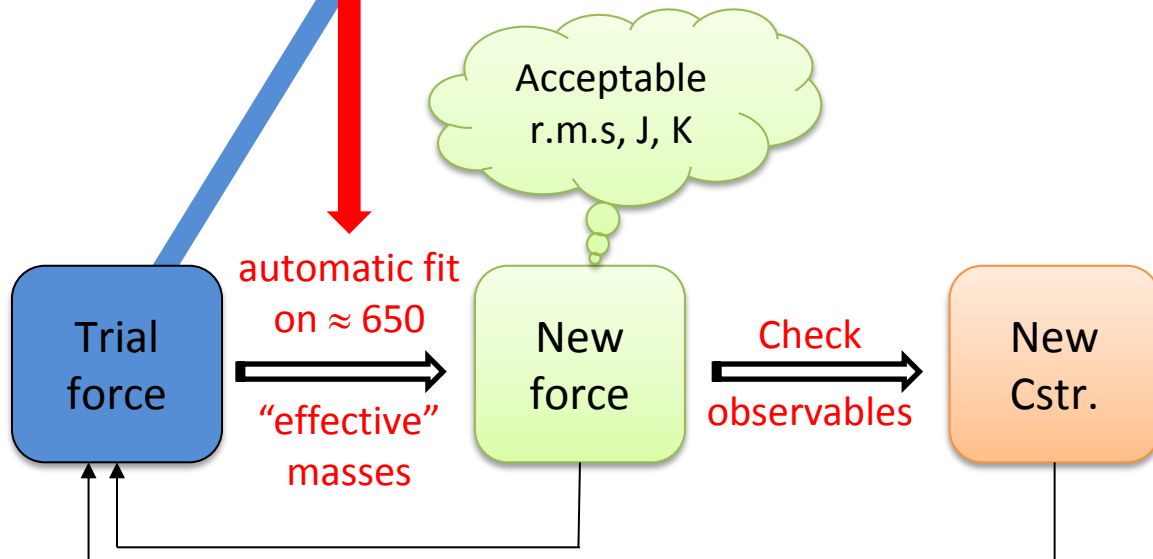 Acceptable
r.m.s, J, K
automatic fit
on ≈ 650
Trial
force
"effective"
masses
New
force
Check
observables
New
Cstr.